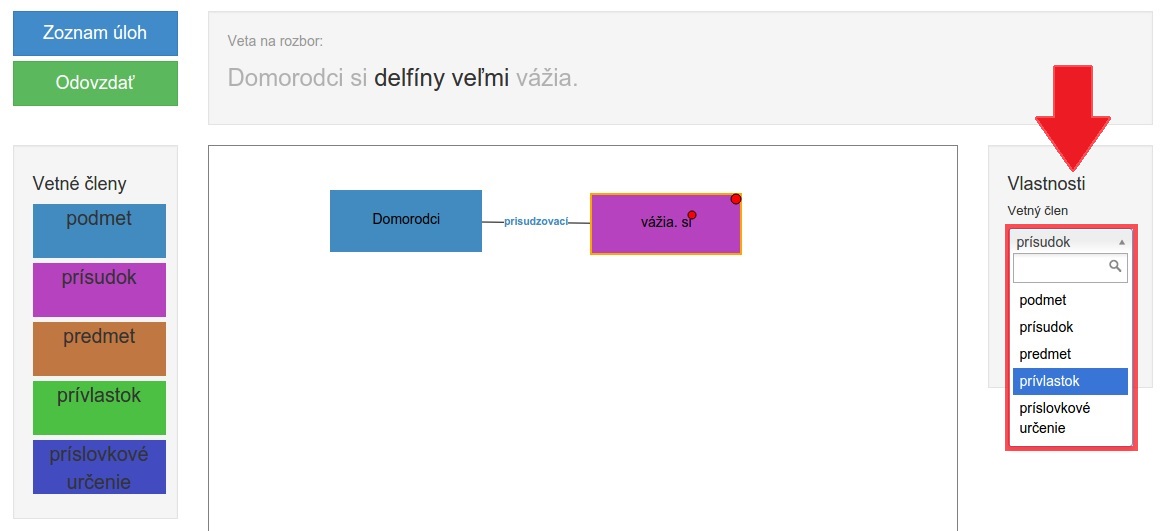 Zoznam úloh
Odovzdať
Veta na rozbor:
Domorodci si delfíny veľmi vážia.
Vetné členy
podmet
prísudok
predmet
prívlastok
príslovkové
určenie
Domorodci
prisudzovací
vážia. si
Vlastnosti
Vetný člen
prísudok
podmet
prísudok
predmet
prívlastok
príslovkové
určenie